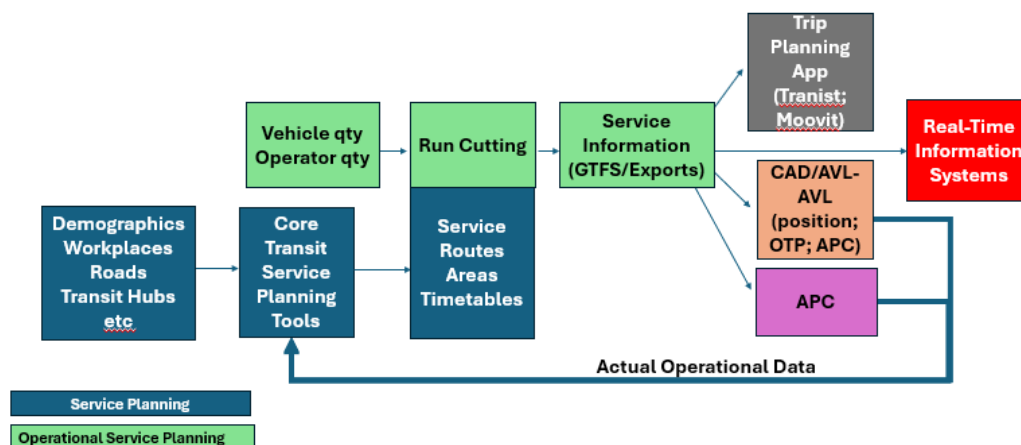 Trip
Planning
App
(Tranist;
Moovit)
Vehicle qty
Operator qty
Run Cutting
Service
Information
(GTFS/Exports)
Real-Time
Information
Systems
CAD/AVL-
AVL
(position;
OTP; APC)
Demographics
Workplaces
Roads
Transit Hubs
etc
Core
Transit
Service
Planning
Tools
Service
Routes
Areas
Timetables
APC
Actual Operational Data
Service Planning
Operational Service Planning